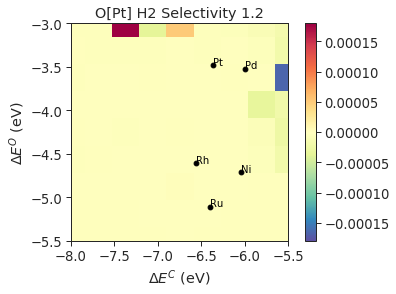 O[Pt] H2 Selectivity 1.2
−3.0
−3.5
−4.0
−4.5
−5.0
−5.5
ΔE^O (eV)
Pt
Pd
Rh
Ni
Ru
−8.0 −7.5 −7.0 −6.5 −6.0 −5.5
ΔE^C (eV)
0.00015
0.00010
0.00005
0.00000
−0.00005
−0.00010
−0.00015